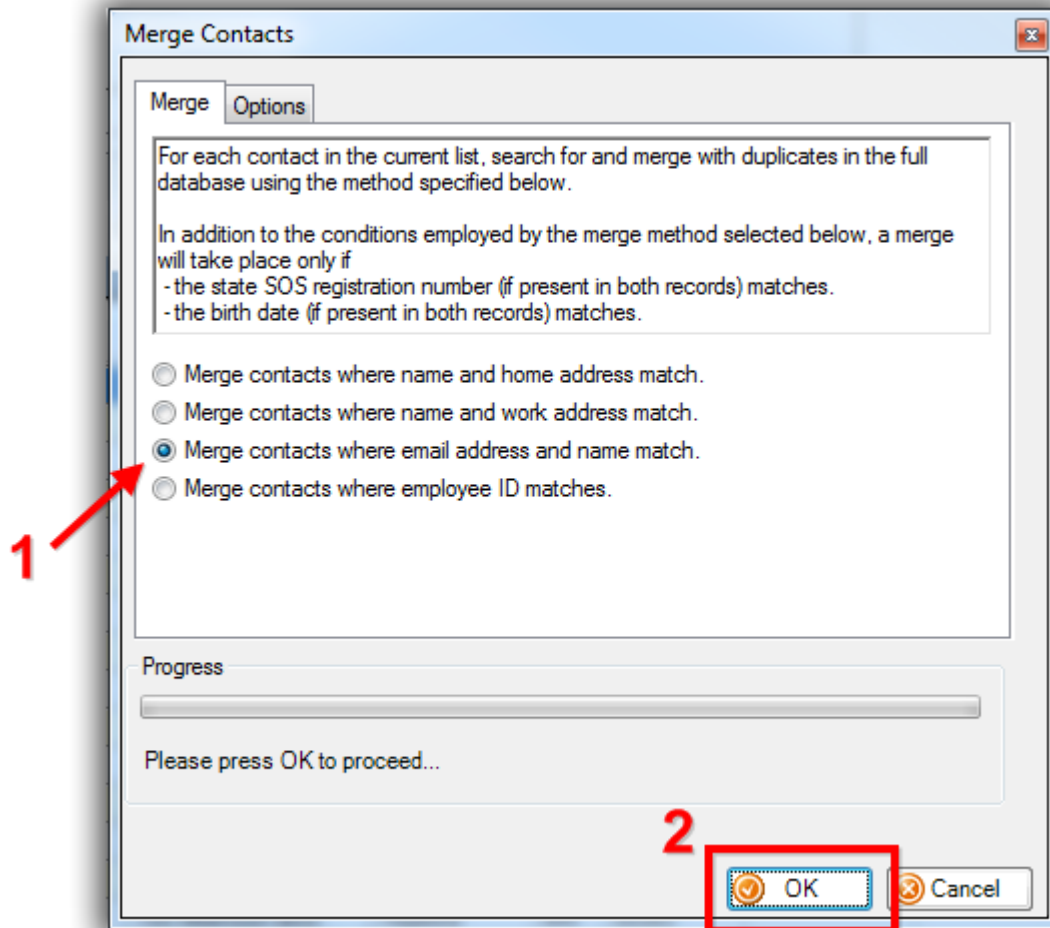 Merge Contacts
Merge
Options
For each contact in the current list, search for and merge with duplicates in the full
database using the method specified below.
In addition to the conditions employed by the merge method selected below, a merge
will take place only if
- the state SOS registration number (if present in both records) matches.
- the birth date (if present in both records) matches.
Merge contacts where name and home address match.
Merge contacts where name and work address match.
Merge contacts where email address and name match.
Merge contacts where employee ID matches.
1
Progress
Please press OK to proceed...
2
OK
Cancel